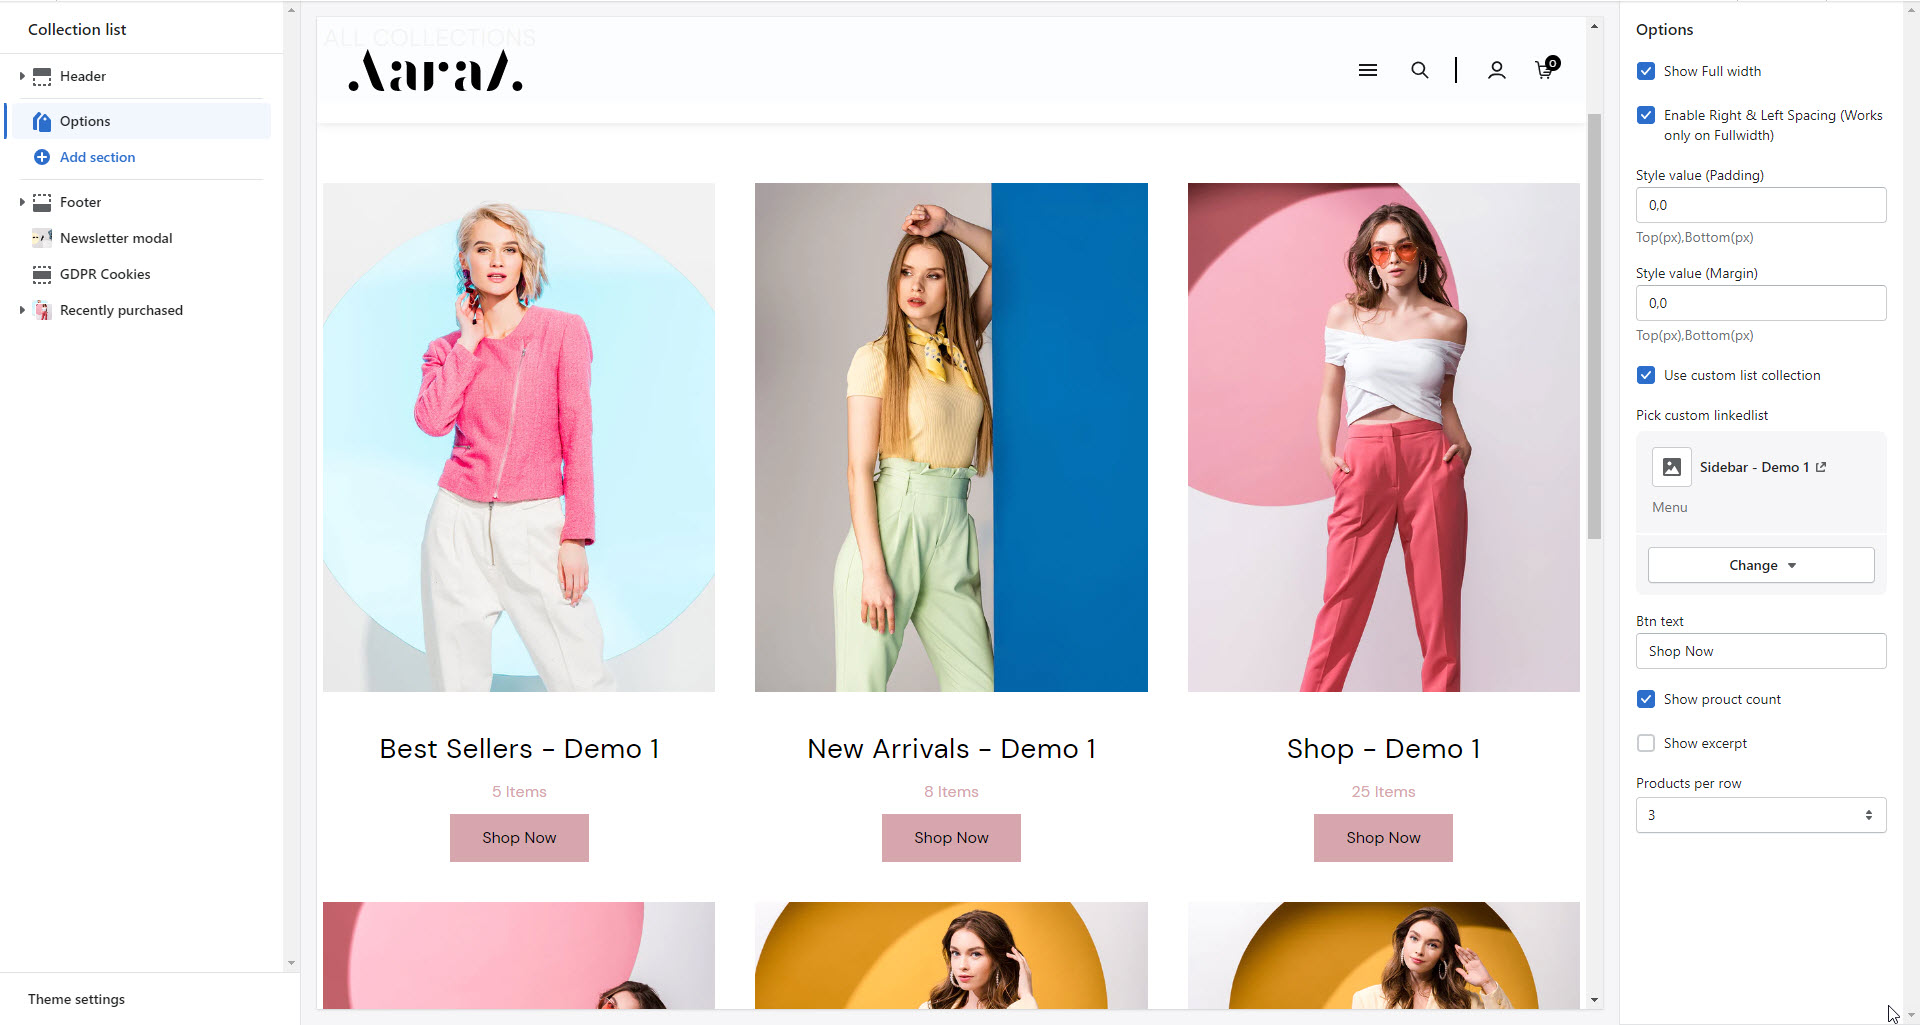 Collection list
Header
Options
Add section
Footer
Newsletter modal
GDPR Cookies
Recently purchased
Theme settings
ALL COLLECTIONS
Aaraa.
0
Best Sellers - Demo 1
5 Items
Shop Now
New Arrivals - Demo 1
8 Items
Shop Now
Shop - Demo 1
25 Items
Shop Now
Options
Show Full width
Enable Right & Left Spacing (Works
only on Fullwidth)
Style value (Padding)
0,0
Top(px),Bottom(px)
Style value (Margin)
0,0
Top(px),Bottom(px)
Use custom list collection
Pick custom linkedlist
Sidebar - Demo 1
Menu
Change
Btn text
Shop Now
Show prouct count
Show excerpt
Products per row
3